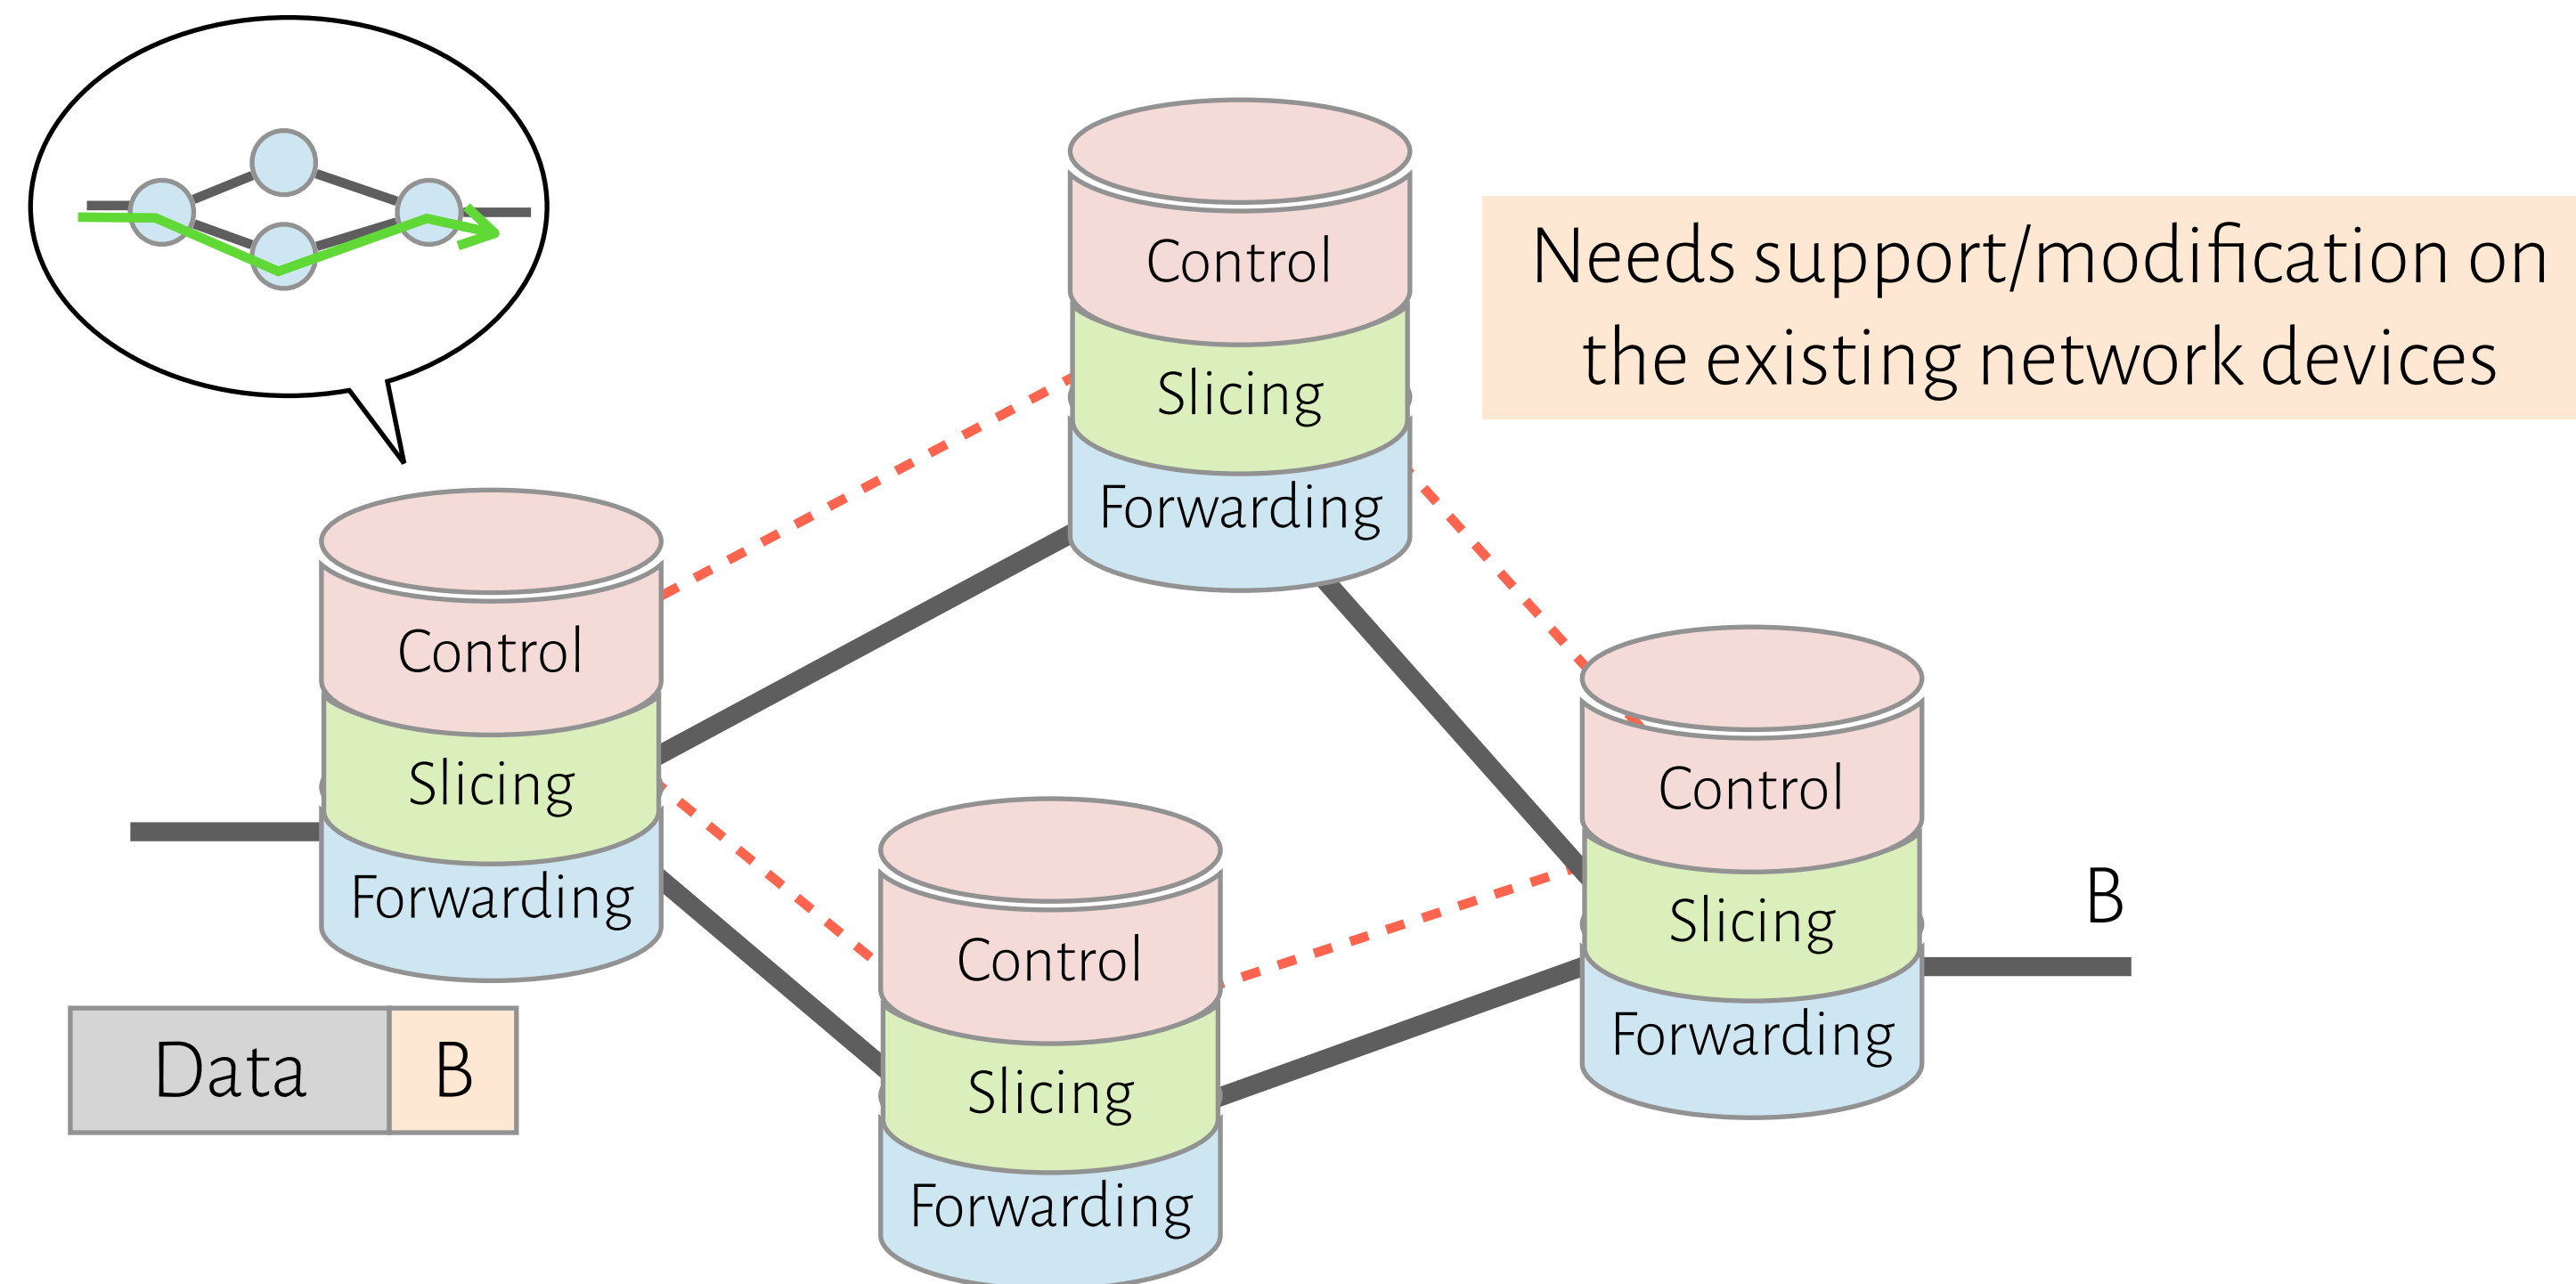 Needs support/modification on
the existing network devices
Control
Slicing
Forwarding
Control
Slicing
Forwarding
Control
Slicing
Forwarding
Control
Slicing
Forwarding
B
Data
B